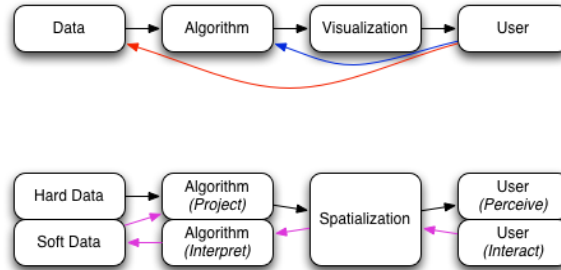 Data
Algorithm
Visualization
User
Hard Data
Algorithm
(Project)
Spatialization
User
(Perceive)
Soft Data
Algorithm
(Interpret)
User
(Interact)